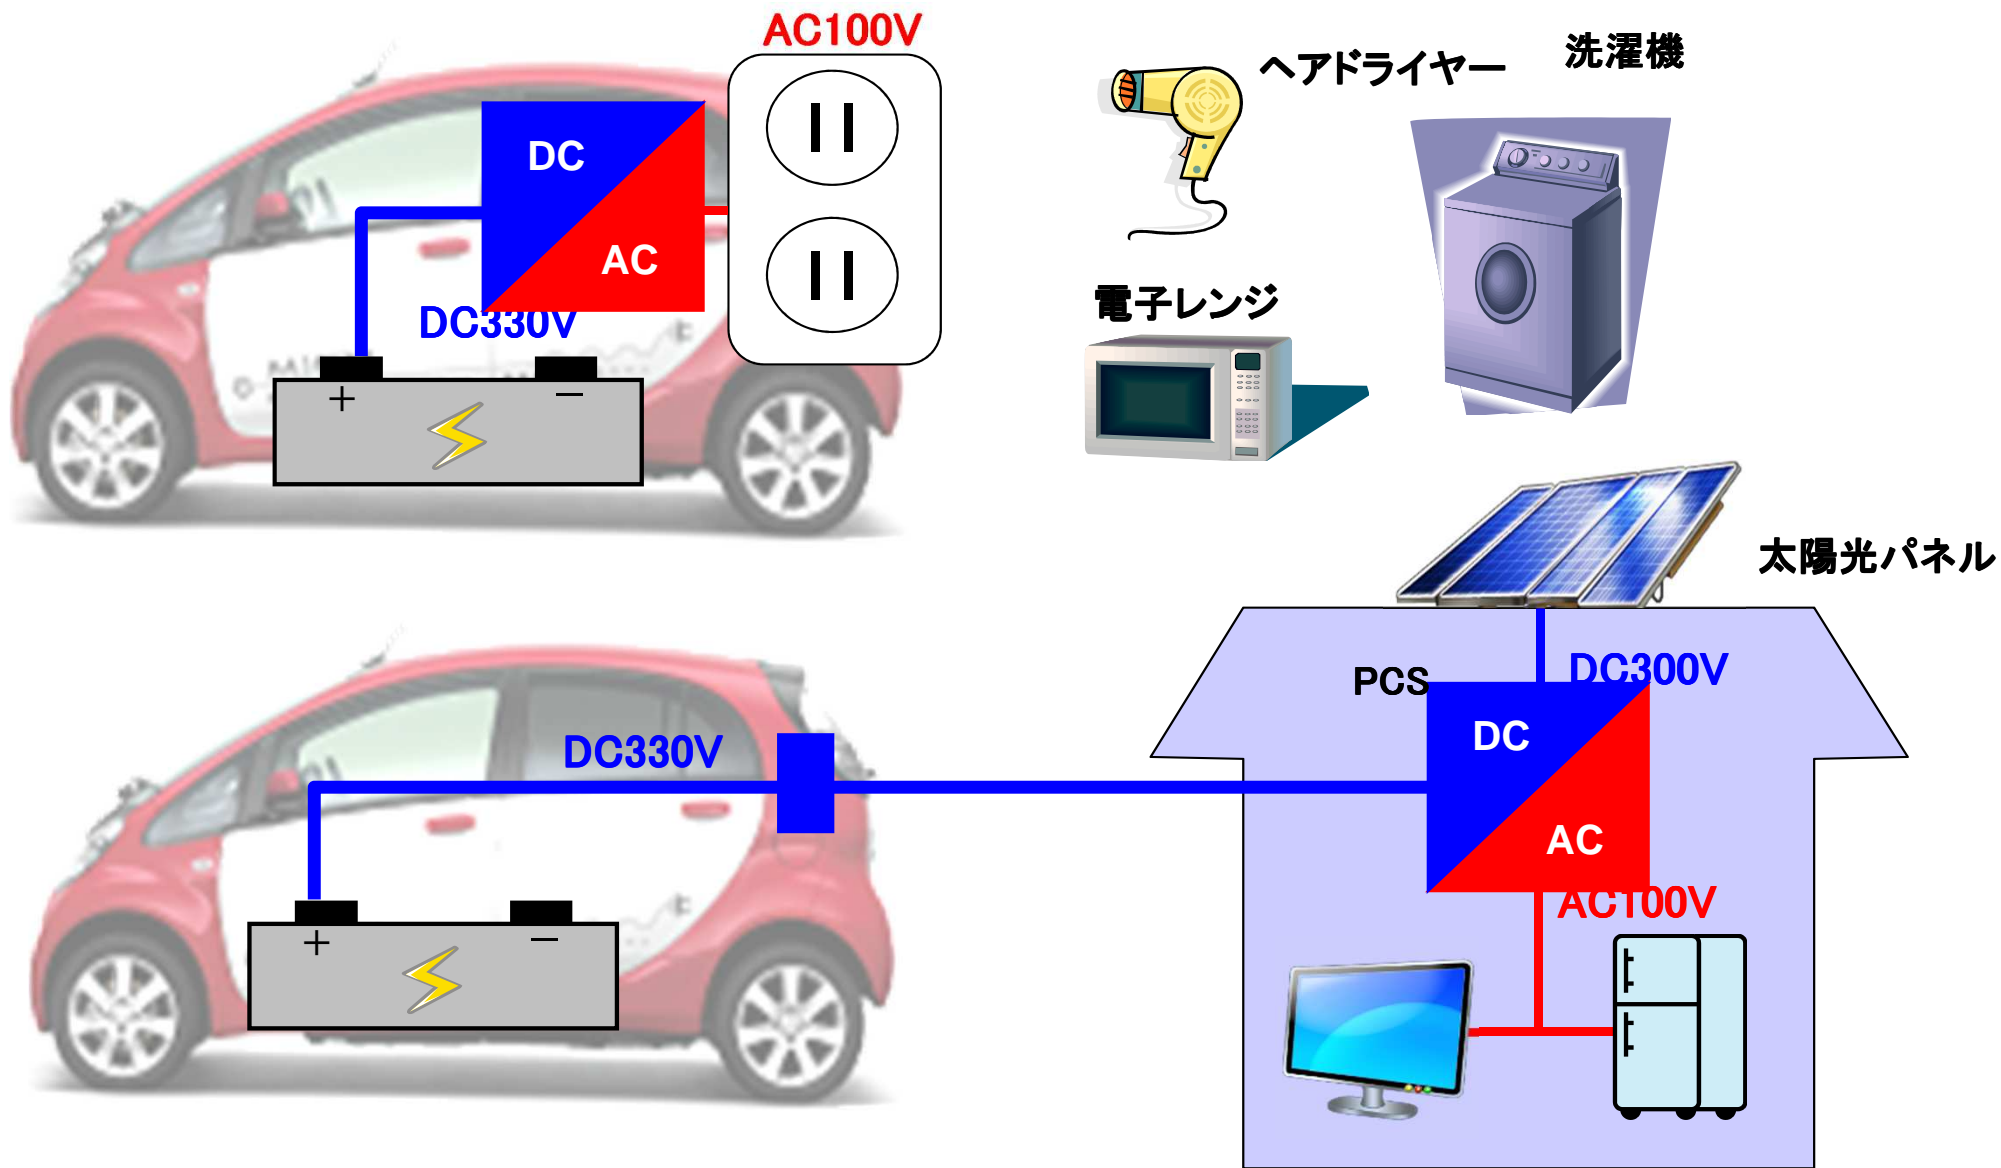 AC100V
ヘアドライヤー
洗濯機
DC
AC
DC330V
電子レンジ
+
−
太陽光パネル
PCS
DC300V
DC330V
DC
AC
AC100V
+
−